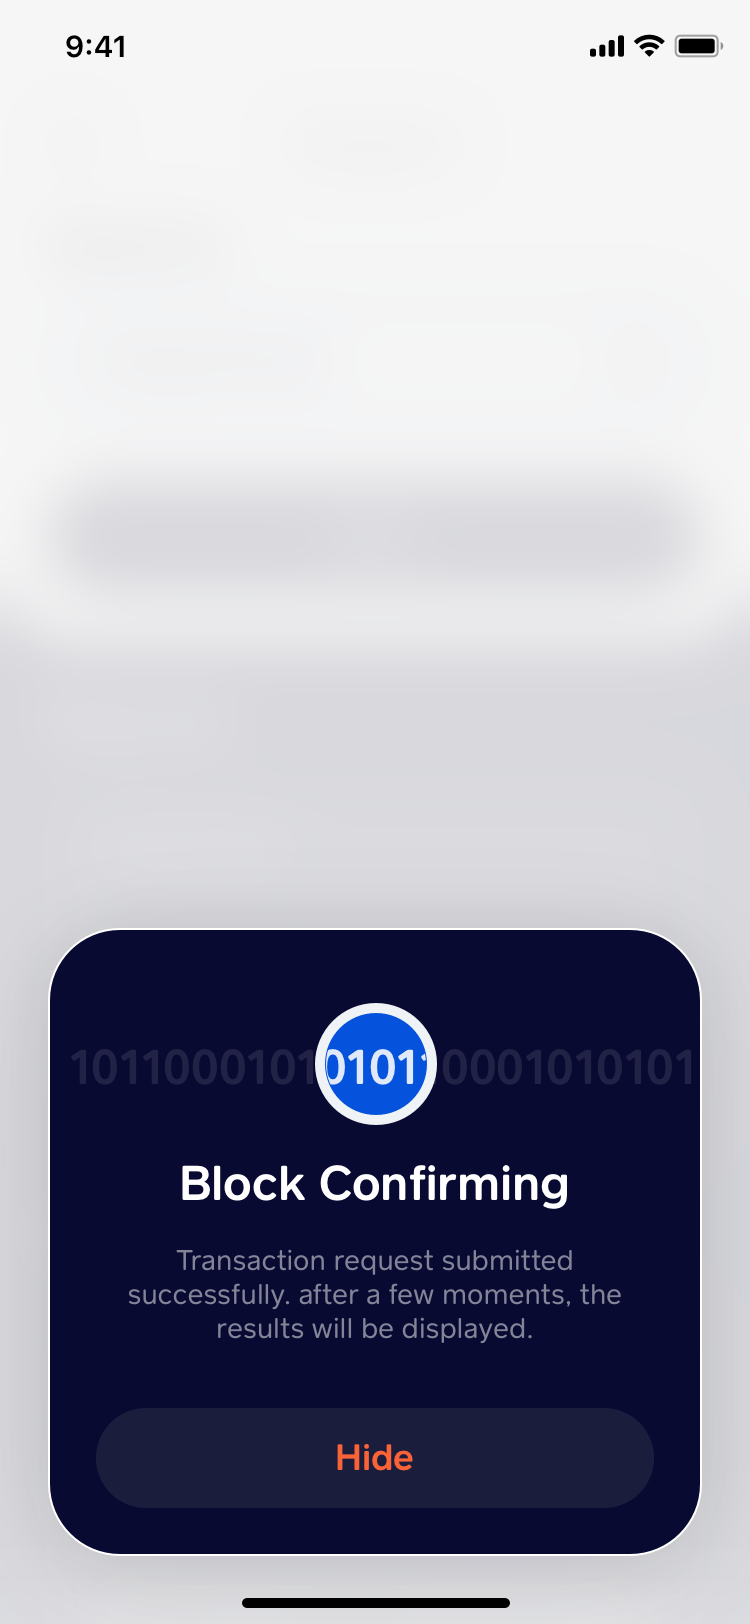 9:41
1011000101
01011
0001010101
Block Confirming
Transaction request submitted
successfully. after a few moments, the
results will be displayed.
Hide